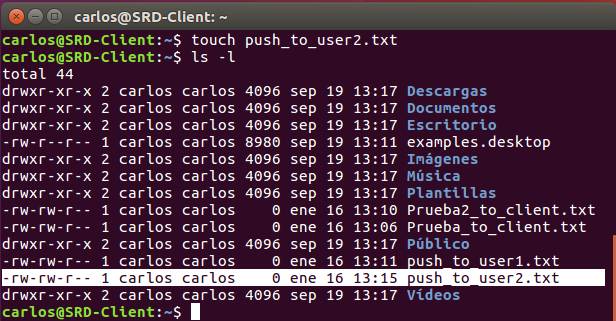 carlos@SRD-Client: ~
carlos@SRD-Client:~$ touch push_to_user2.txt
carlos@SRD-Client:~$ ls -l
total 44
drwxr-xr-x 2 carlos carlos 4096 sep 19 13:17 Descargas
drwxr-xr-x 2 carlos carlos 4096 sep 19 13:17 Documentos
drwxr-xr-x 2 carlos carlos 4096 sep 19 13:17 Escritorio
-rw-r--r-- 1 carlos carlos 8980 sep 19 13:11 examples.desktop
drwxr-xr-x 2 carlos carlos 4096 sep 19 13:17 Imágenes
drwxr-xr-x 2 carlos carlos 4096 sep 19 13:17 Música
drwxr-xr-x 2 carlos carlos 4096 sep 19 13:17 Plantillas
-rw-rw-r-- 1 carlos carlos    0 ene 16 13:10 Prueba2_to_client.txt
-rw-rw-r-- 1 carlos carlos    0 ene 16 13:06 Prueba_to_client.txt
drwxr-xr-x 2 carlos carlos 4096 sep 19 13:17 Público
-rw-rw-r-- 1 carlos carlos    0 ene 16 13:11 push_to_user1.txt
-rw-rw-r-- 1 carlos carlos    0 ene 16 13:15 push_to_user2.txt
drwxr-xr-x 2 carlos carlos 4096 sep 19 13:17 Vídeos
carlos@SRD-Client:~$